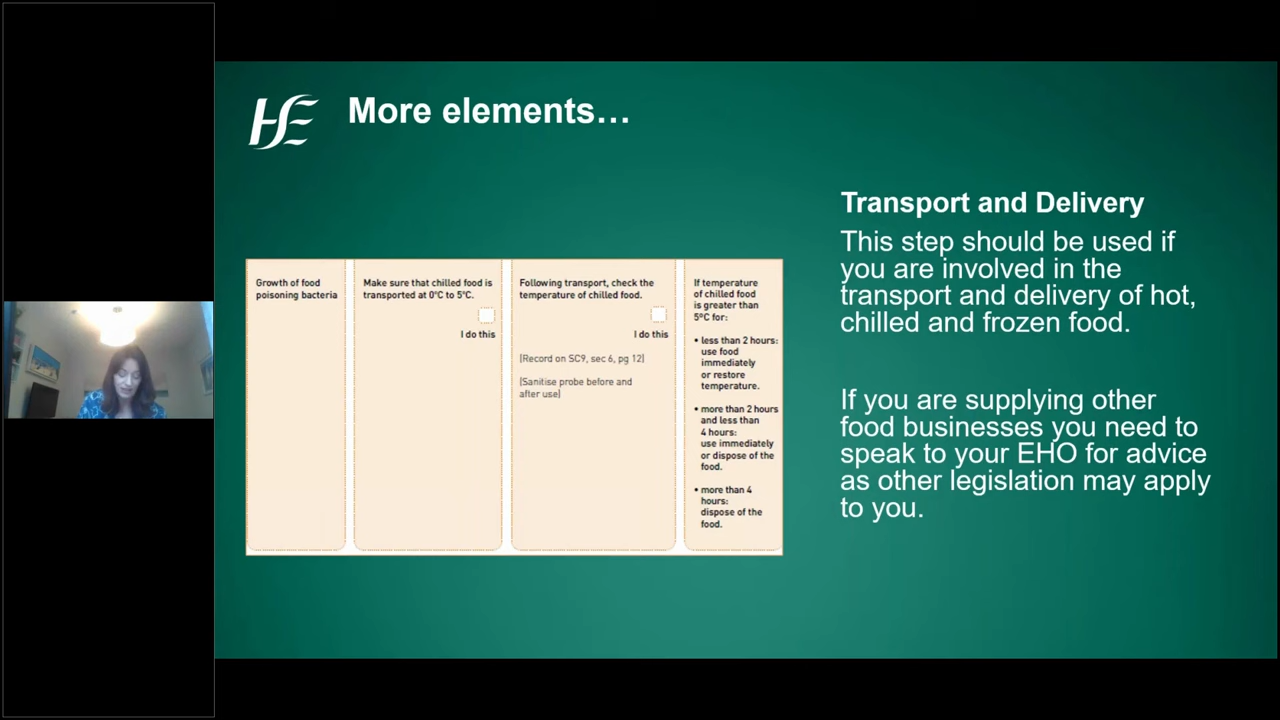 HSE
More elements…
Growth of food
poisoning bacteria
Make sure that chilled food is
transported at 0°C to 5°C.
I do this
Following transport, check the
temperature of chilled food.
I do this
[Record on SC9, sec 6, pg 12]
[Sanitise probe before and
after use]
If temperature
of chilled food
is greater than
5°C for:
• less than 2 hours:
use food
immediately
or restore
temperature.
• more than 2 hours
and less than
4 hours:
use immediately
or dispose of the
food.
• more than 4
hours:
dispose of the
food.
Transport and Delivery
This step should be used if
you are involved in the
transport and delivery of hot,
chilled and frozen food.
If you are supplying other
food businesses you need to
speak to your EHO for advice
as other legislation may apply
to you.